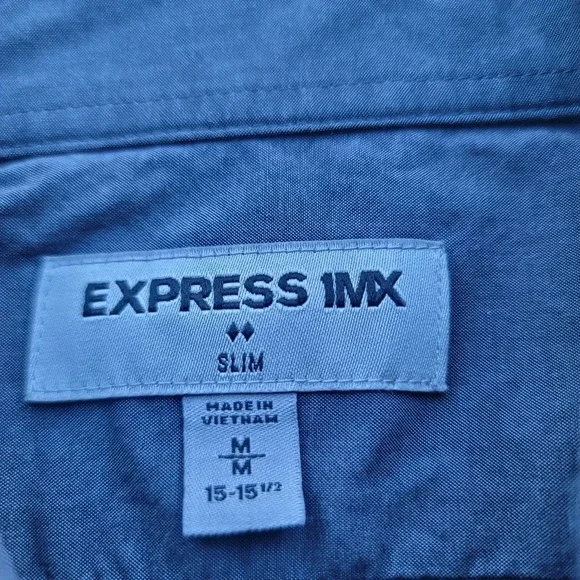 EXPRESS 1MX
SLIM
MADE IN
VIETNAM
M
M
15-15 1/2